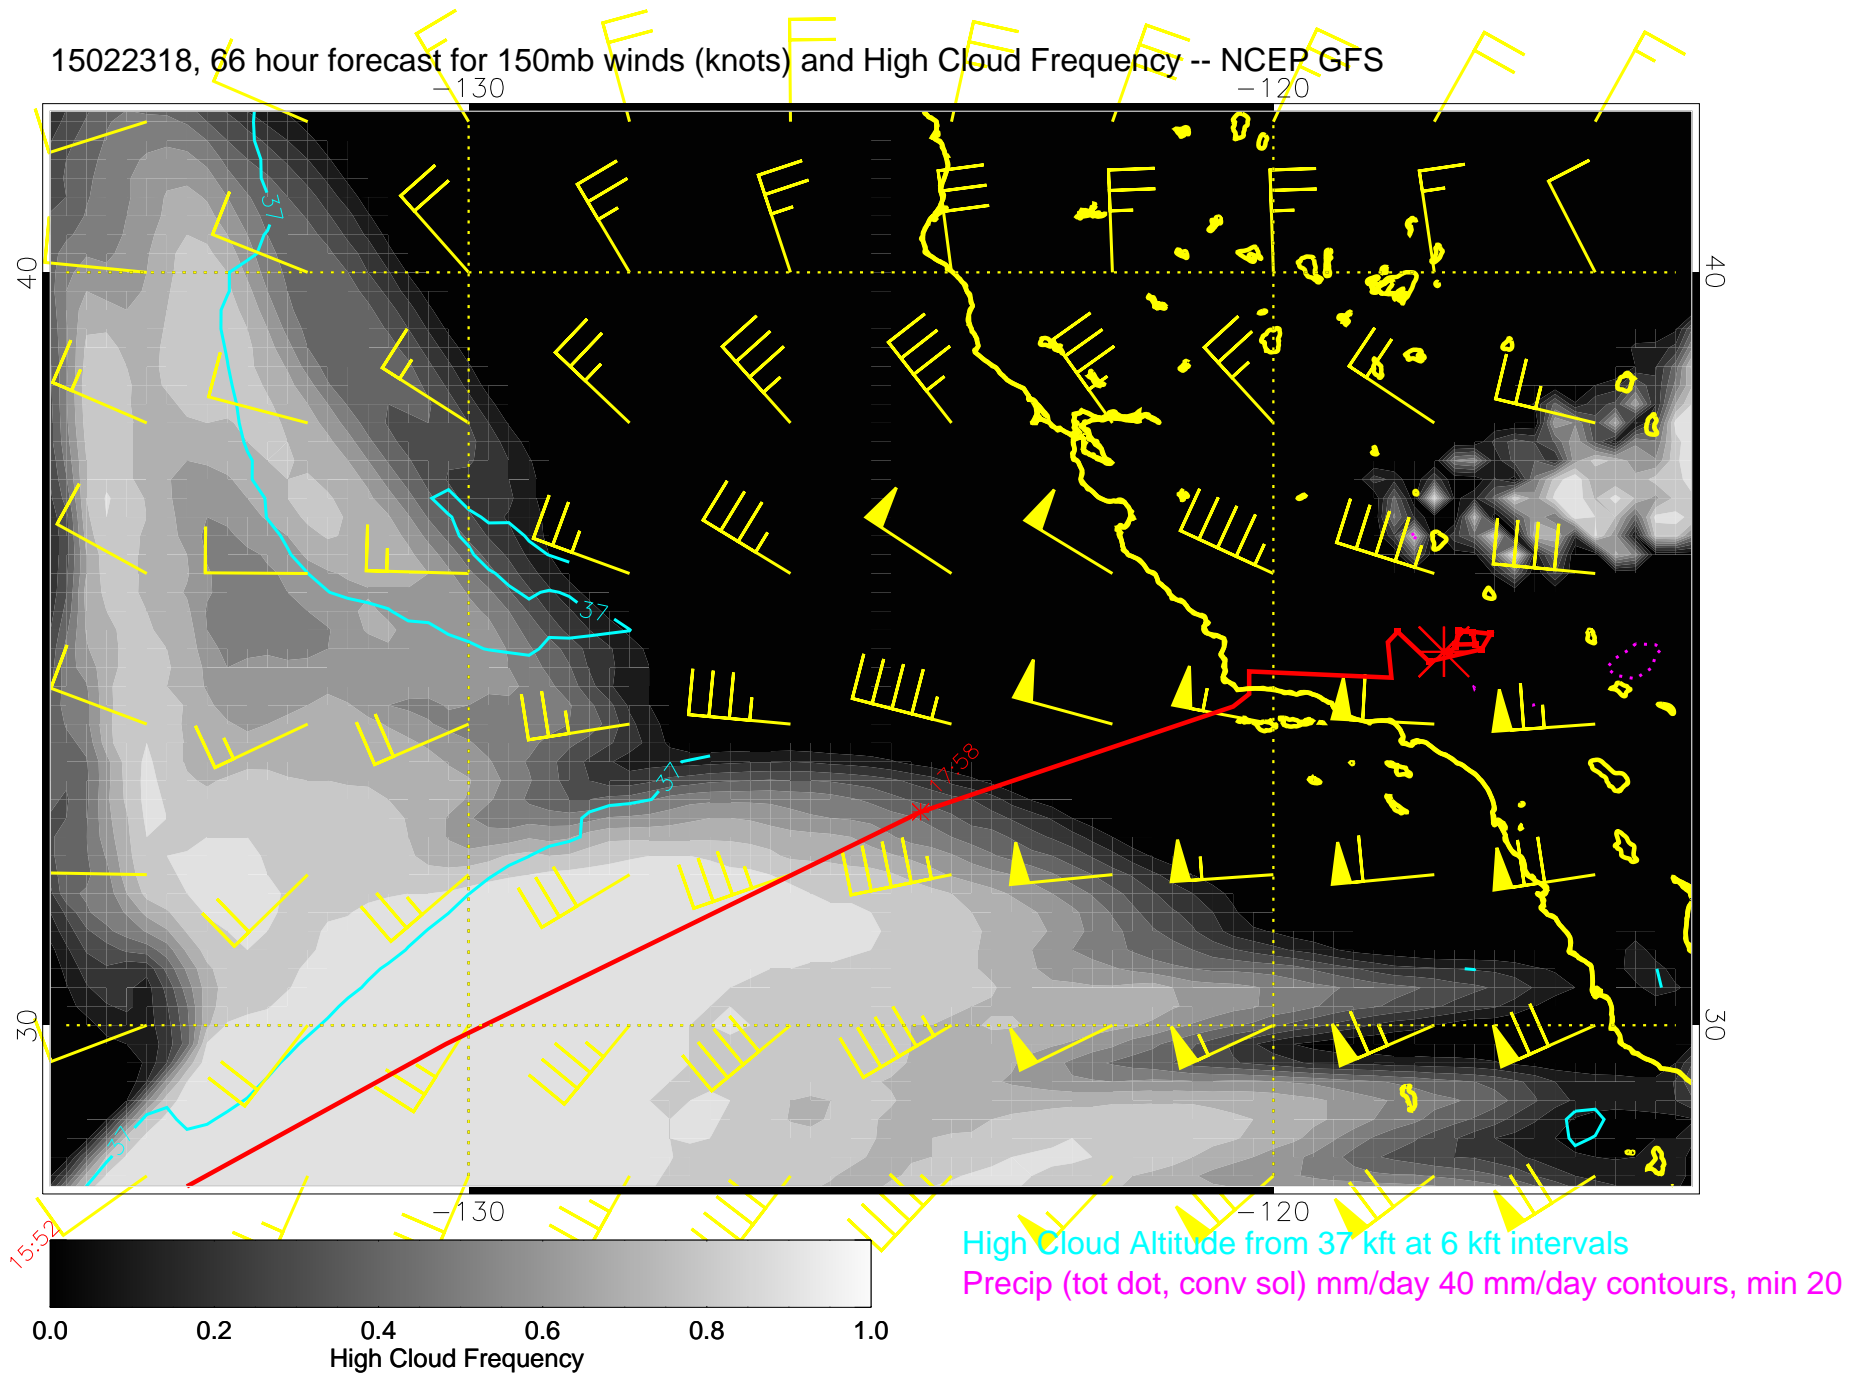 15022318, 66 hour forecast for 150mb winds (knots) and High Cloud Frequency -- NCEP GFS
-130 -120
37
40 40
37
37
17:58
30 30
37
-130 -120
15:52
High Cloud Altitude from 37 kft at 6 kft intervals
Precip (tot dot, conv sol) mm/day 40 mm/day contours, min 20
0.0 0.2 0.4 0.6 0.8 1.0
High Cloud Frequency